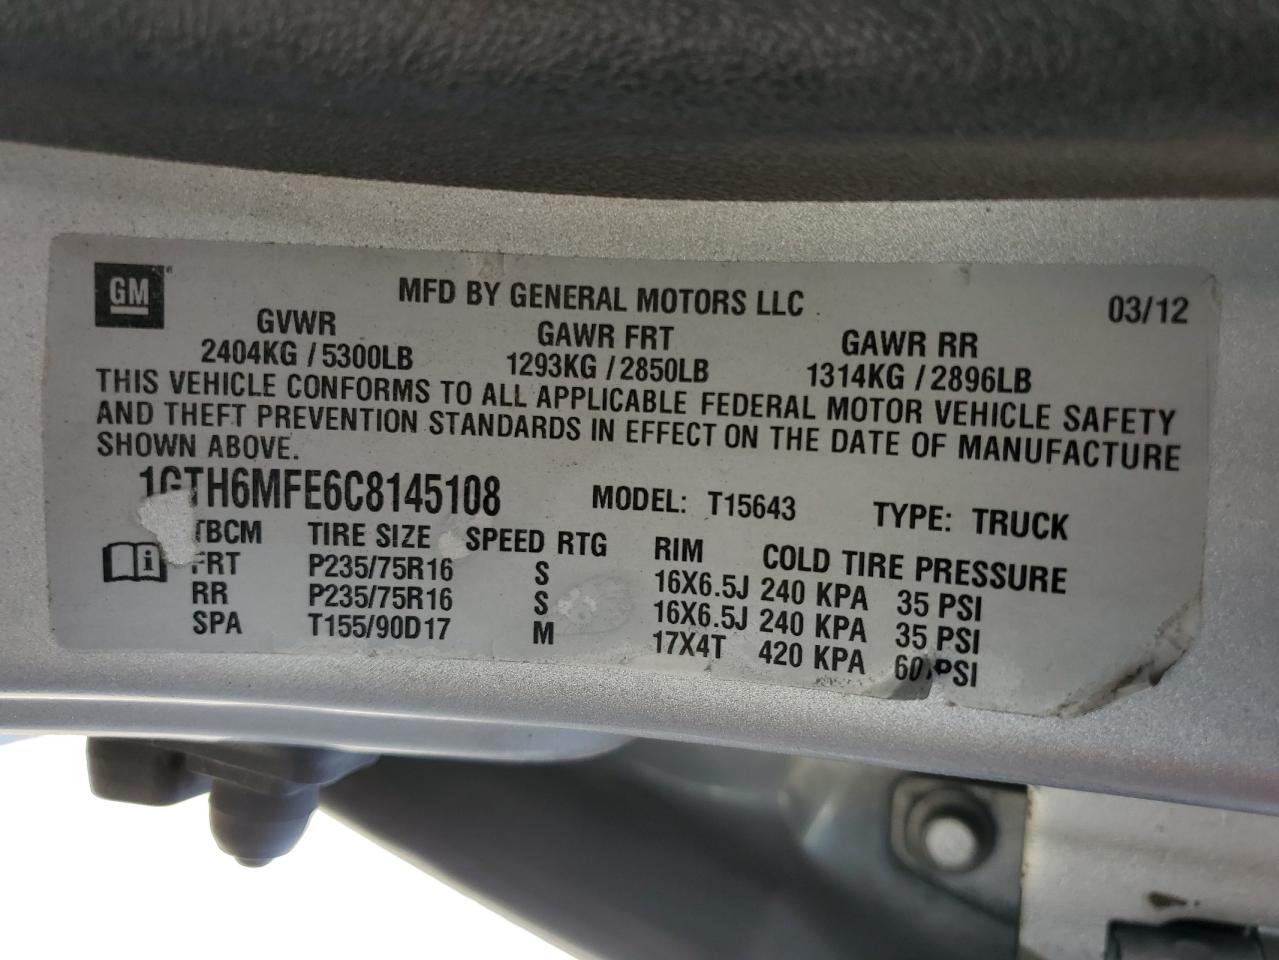 GM
MFD BY GENERAL MOTORS LLC
03/12
GVWR GAWR FRT GAWR RR
2404KG / 5300LB 1293KG / 2850LB 1314KG / 2896LB
THIS VEHICLE CONFORMS TO ALL APPLICABLE FEDERAL MOTOR VEHICLE SAFETY
AND THEFT PREVENTION STANDARDS IN EFFECT ON THE DATE OF MANUFACTURE
SHOWN ABOVE.
1GTH6MFE6C8145108 MODEL: T15643 TYPE: TRUCK
TBCM TIRE SIZE SPEED RTG RIM COLD TIRE PRESSURE
FRT P235/75R16 S 16X6.5J 240 KPA 35 PSI
RR P235/75R16 S 16X6.5J 240 KPA 35 PSI
SPA T155/90D17 M 17X4T 420 KPA 60 PSI